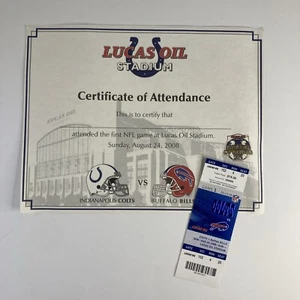 LUCAS OIL
STADIUM
Certificate of Attendance
This is to certify that
attended the first NFL game at Lucas Oil Stadium.
Sunday, August 24, 2008
INDIANAPOLIS COLTS
VS
BUFFALO BILLS